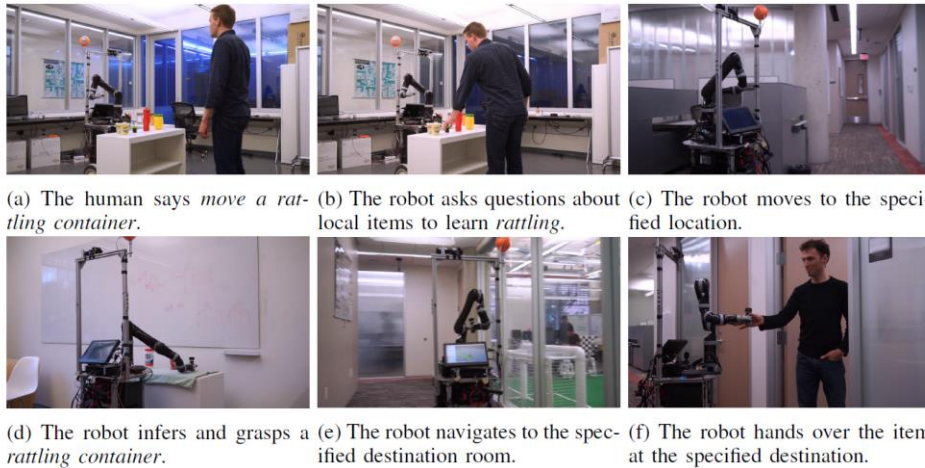 (a) The human says move a rat-
tling container.
(b) The robot asks questions about
local items to learn rattling.
(c) The robot moves to the speci-
fied location.
(d) The robot infers and grasps a
rattling container.
(e) The robot navigates to the spec-
ified destination room.
(f) The robot hands over the item
at the specified destination.